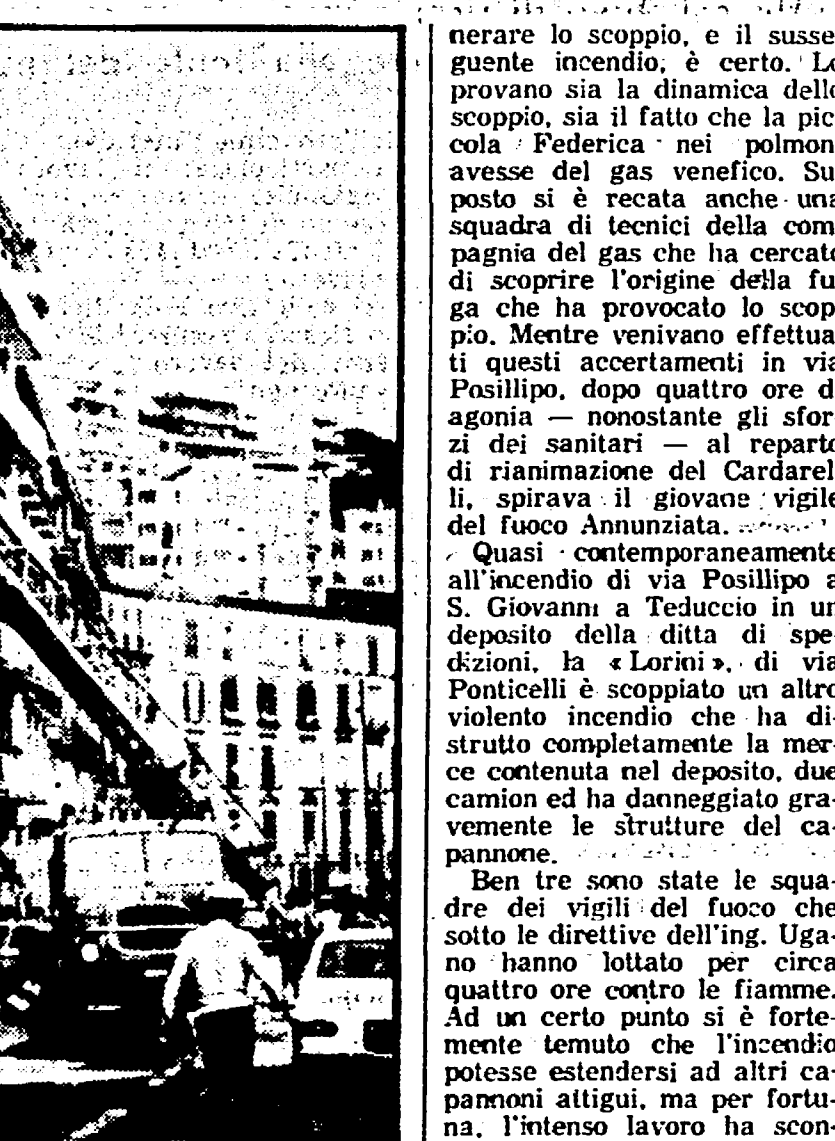 nerare lo scoppio, e il susse
guente incendio, è certo. Lo
provano sia la dinamica dello
scoppio, sia il fatto che la pic
cola Federica nei polmon
avesse del gas venefico. Su
posto si è recata anche una
squadra di tecnici della com
pagnia del gas che ha cercato
di scoprire l'origine della fu
ga che ha provocato lo scop
pio. Mentre venivano effettua
ti questi accertamenti in via
Posillipo, dopo quattro ore d
agonia — nonostante gli sfor
zi dei sanitari — al reparto
di rianimazione del Cardarel
li, spirava il giovane vigile
del fuoco Annunziata.
Quasi contemporaneamente
all'incendio di via Posillipo a
S. Giovanni a Teduccio in un
deposito della ditta di spe
dizioni, la « Lorini », di via
Ponticelli è scoppiato un altro
violento incendio che ha di-
strutto completamente la mer-
ce contenuta nel deposito, due
camion ed ha danneggiato gra-
vemente le strutture del ca-
pannone.
Ben tre sono state le squa-
dre dei vigili del fuoco che
sotto le direttive dell'ing. Uga-
no hanno lottato per circa
quattro ore contro le fiamme.
Ad un certo punto si è forte-
mente temuto che l'incendio
potesse estendersi ad altri ca-
pannoni attigui, ma per fortu-
na, l'intenso lavoro ha scon-